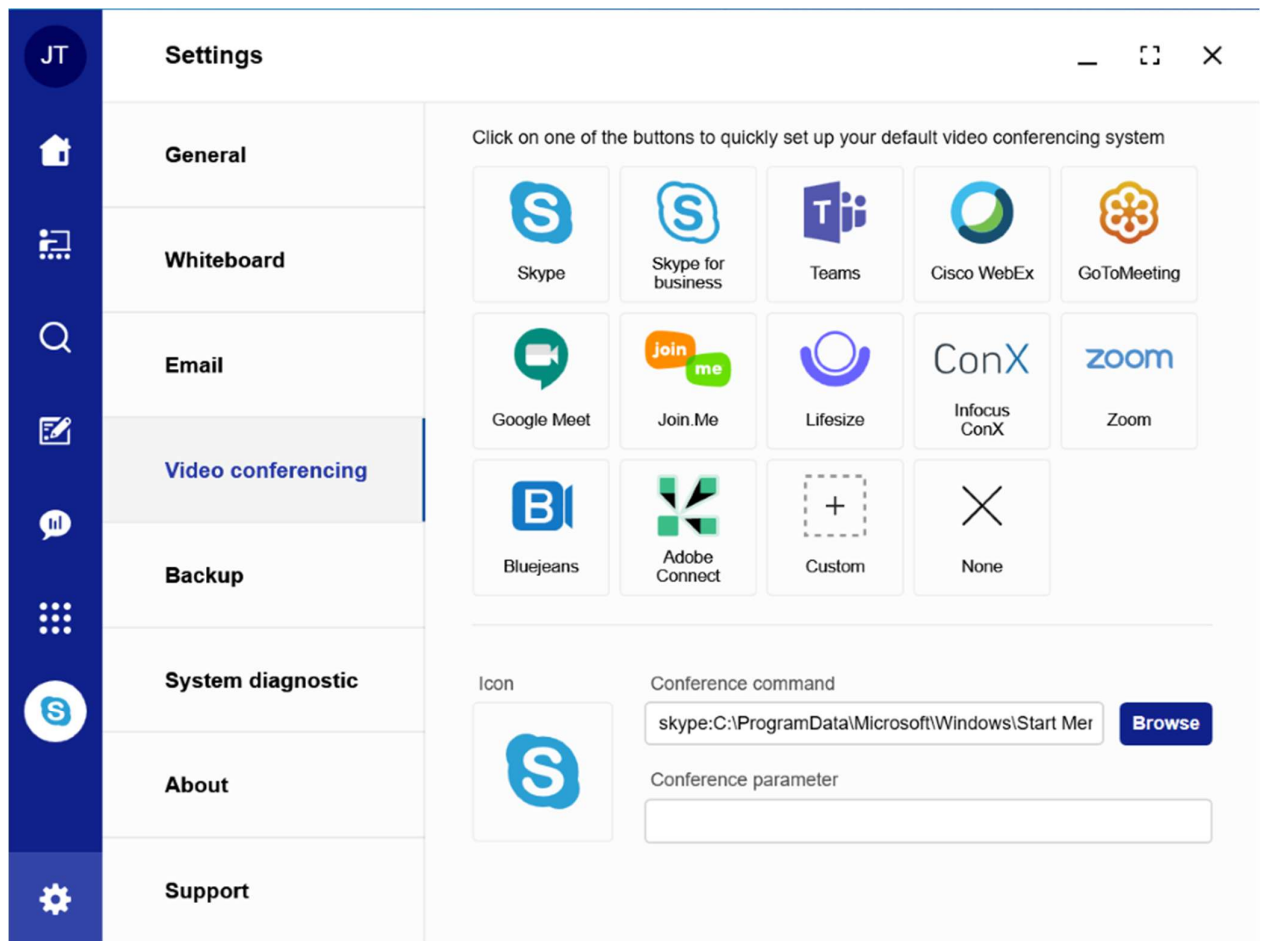 JT
Settings
General
Whiteboard
Email
Video conferencing
Backup
System diagnostic
About
Support
Click on one of the buttons to quickly set up your default video conferencing system
S
Skype
S
Skype for
business
T
Teams
Cisco WebEx
GoToMeeting
Google Meet
join
me
Join.Me
Lifesize
ConX
Infocus
ConX
zoom
Zoom
B
Bluejeans
Adobe
Connect
Custom
None
Icon
S
Conference command
skype:C:\ProgramData\Microsoft\Windows\Start Mer
Browse
Conference parameter
S